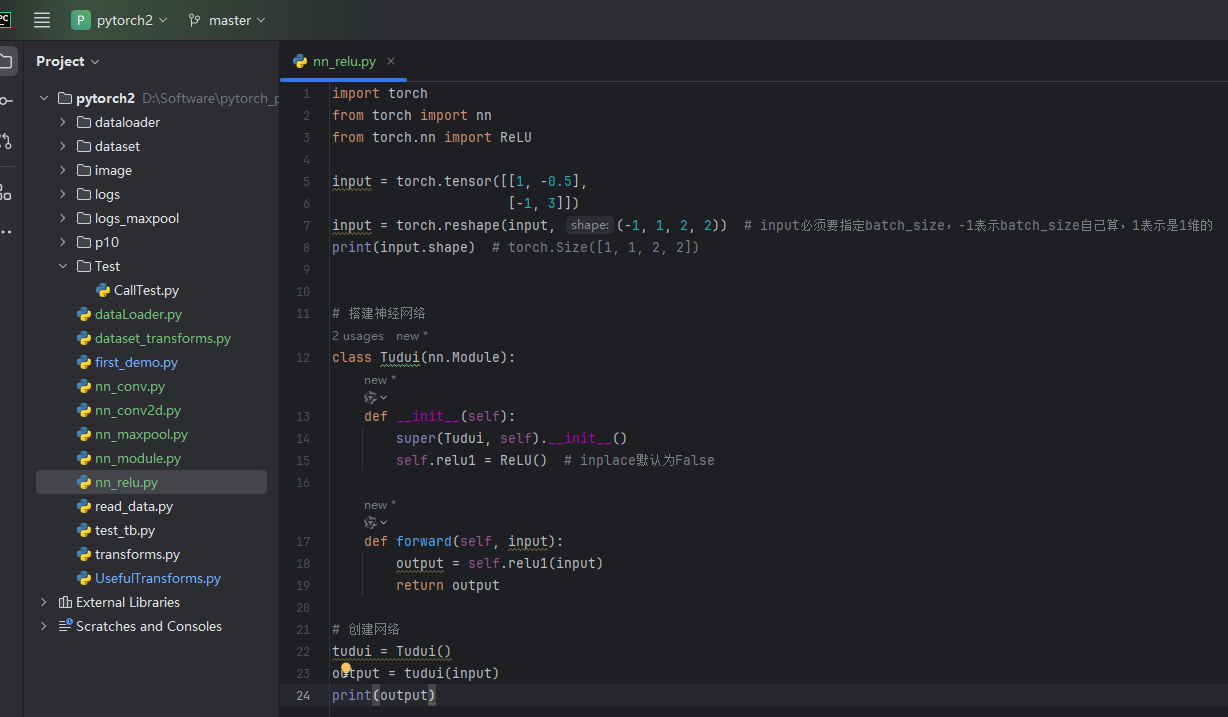 PC
P pytorch2 master
Project
pytorch2 D:\Software\pytorch_p
dataloader
dataset
image
logs
logs_maxpool
p10
Test
CallTest.py
dataLoader.py
dataset_transforms.py
first_demo.py
nn_conv.py
nn_conv2d.py
nn_maxpool.py
nn_module.py
nn_relu.py
read_data.py
test_tb.py
transforms.py
UsefulTransforms.py
External Libraries
Scratches and Consoles
nn_relu.py
1 import torch
2 from torch import nn
3 from torch.nn import ReLU
4
5 input = torch.tensor([[1, -0.5],
6 [-1, 3]])
7 input = torch.reshape(input, shape: (-1, 1, 2, 2)) # input必须要指定batch_size，-1表示batch_size自己算，1表示是1维的
8 print(input.shape) # torch.Size([1, 1, 2, 2])
9
10
11 # 搭建神经网络
2 usages new *
12 class Tudui(nn.Module):
new *
13 def __init__(self):
14 super(Tudui, self).__init__()
15 self.relu1 = ReLU() # inplace默认为False
16
new *
17 def forward(self, input):
18 output = self.relu1(input)
19 return output
20
21 # 创建网络
22 tudui = Tudui()
23 output = tudui(input)
24 print(output)